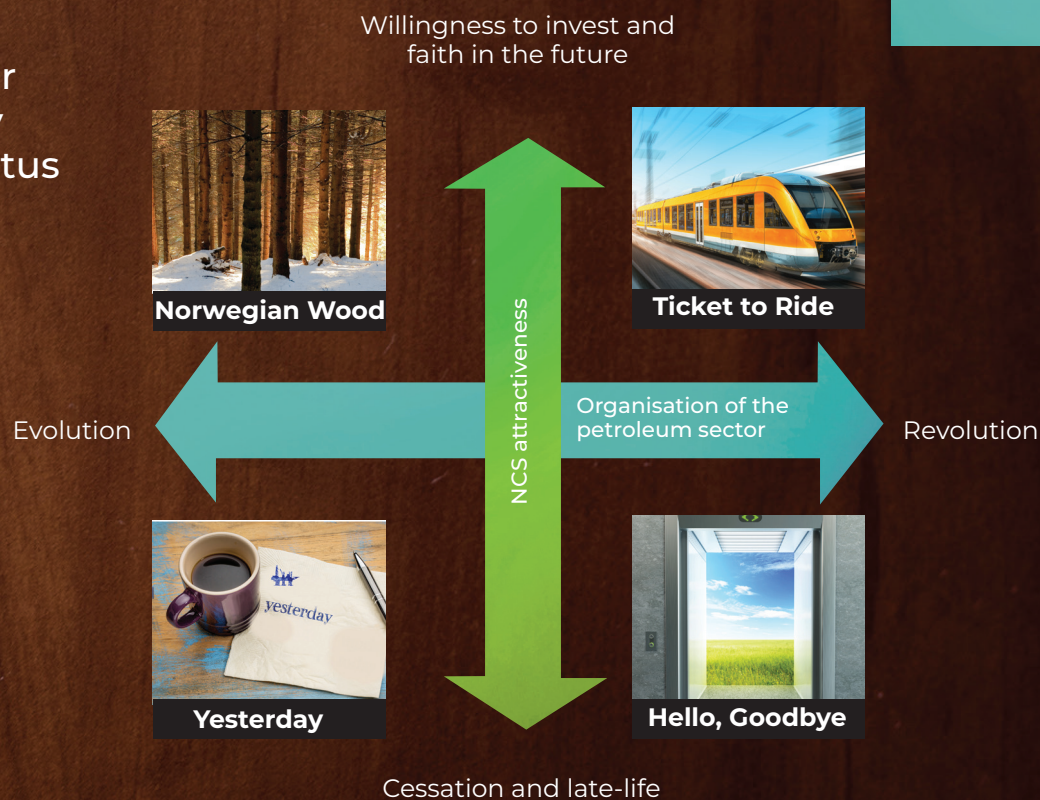 Willingness to invest and
faith in the future
tus
Norwegian Wood
Ticket to Ride
NCS attractiveness
Organisation of the
petroleum sector
Evolution
Revolution
yesterday
Yesterday
Hello, Goodbye
Cessation and late-life